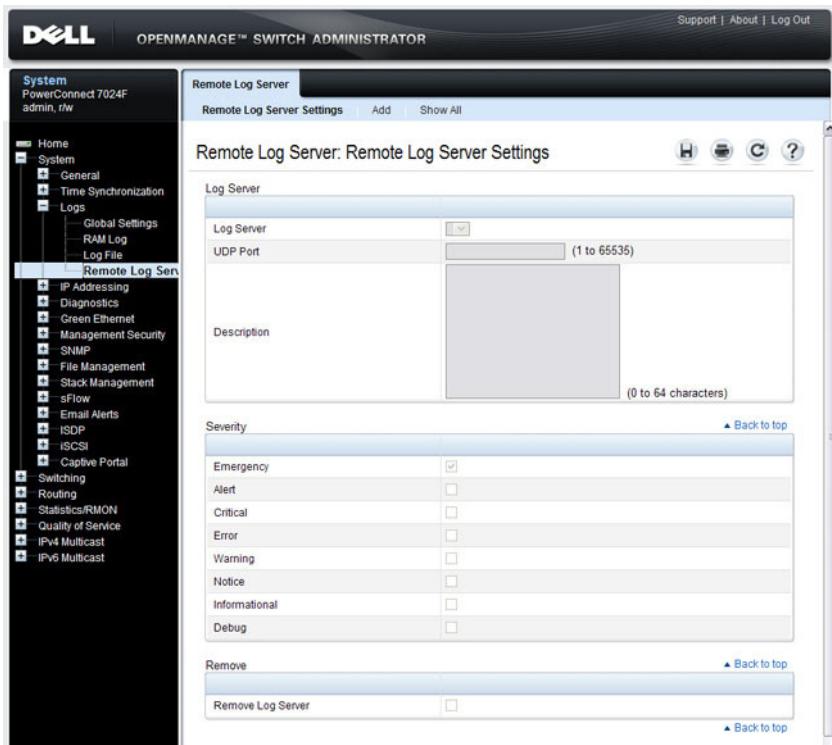 Support | About | Log Out
DELL
OPENMANAGE™ SWITCH ADMINISTRATOR
System
PowerConnect 7024F
admin, r/w
Home
System
General
Time Synchronization
Logs
Global Settings
RAM Log
Log File
Remote Log Serv
IP Addressing
Diagnostics
Green Ethernet
Management Security
SNMP
File Management
Stack Management
sFlow
Email Alerts
ISDP
iSCSI
Captive Portal
Switching
Routing
Statistics/RMON
Quality of Service
IPv4 Multicast
IPv6 Multicast
Remote Log Server
Remote Log Server Settings Add Show All
Remote Log Server: Remote Log Server Settings
Log Server
Log Server
UDP Port (1 to 65535)
Description (0 to 64 characters)
Severity ▲ Back to top
Emergency
Alert
Critical
Error
Warning
Notice
Informational
Debug
Remove ▲ Back to top
Remove Log Server
▲ Back to top